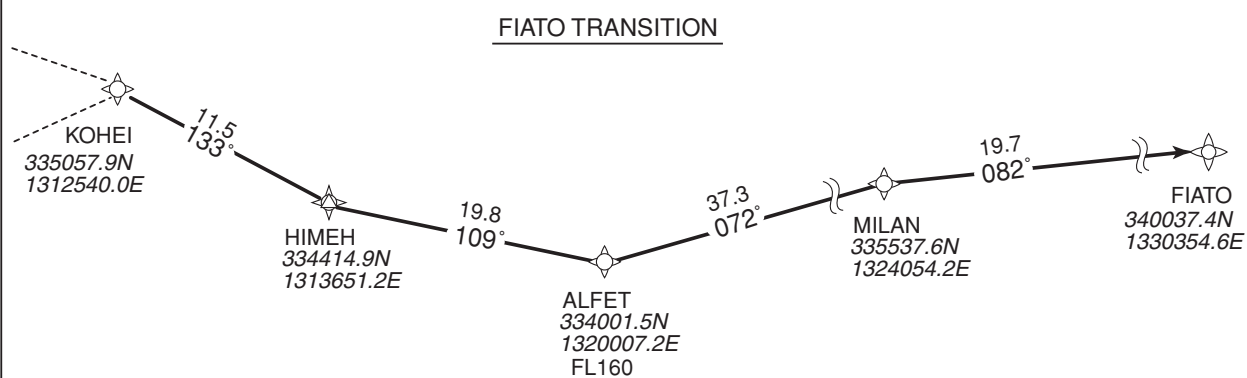 FIATO TRANSITION
KOHEI
335057.9N
1312540.0E
11.5
133°
HIMEH
334414.9N
1313651.2E
19.8
109°
ALFET
334001.5N
1320007.2E
FL160
37.3
072°
MILAN
335537.6N
1324054.2E
19.7
082°
FIATO
340037.4N
1330354.6E